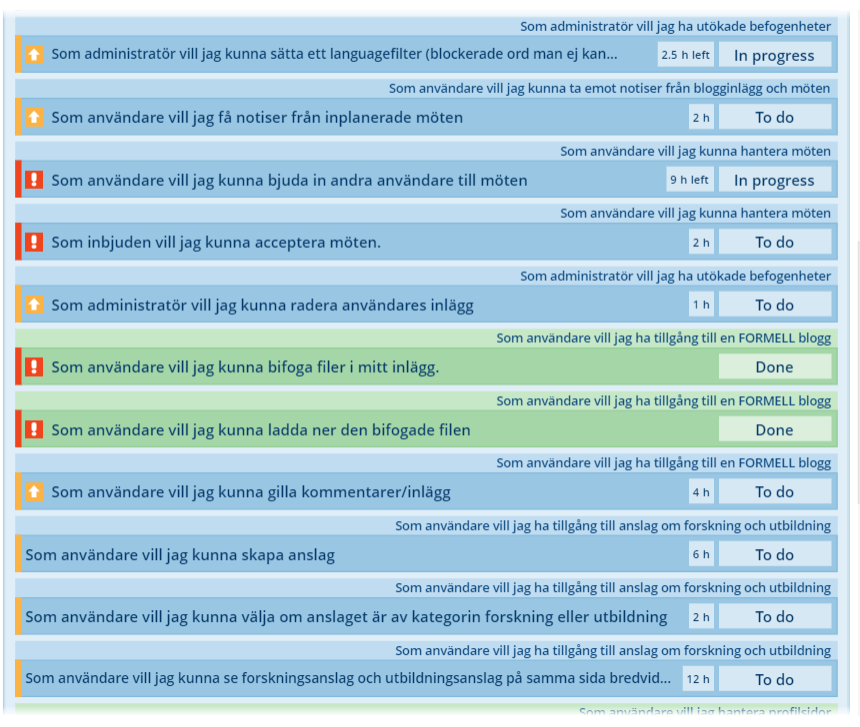 Som administratör vill jag ha utökade befogenheter
Som administratör vill jag kunna sätta ett languagefilter (blockerade ord man ej kan... 2.5 h left In progress
Som användare vill jag kunna ta emot notiser från blogginlägg och möten
Som användare vill jag få notiser från inplanerade möten 2 h To do
Som användare vill jag kunna hantera möten
Som användare vill jag kunna bjuda in andra användare till möten 9 h left In progress
Som användare vill jag kunna hantera möten
Som inbjuden vill jag kunna acceptera möten. 2 h To do
Som administratör vill jag ha utökade befogenheter
Som administratör vill jag kunna radera användares inlägg 1 h To do
Som användare vill jag ha tillgång till en FORMELL blogg
Som användare vill jag kunna bifoga filer i mitt inlägg. Done
Som användare vill jag ha tillgång till en FORMELL blogg
Som användare vill jag kunna ladda ner den bifogade filen Done
Som användare vill jag ha tillgång till en FORMELL blogg
Som användare vill jag kunna gilla kommentarer/inlägg 4 h To do
Som användare vill jag ha tillgång till anslag om forskning och utbildning
Som användare vill jag kunna skapa anslag 6 h To do
Som användare vill jag ha tillgång till anslag om forskning och utbildning
Som användare vill jag kunna välja om anslaget är av kategorin forskning eller utbildning 2 h To do
Som användare vill jag ha tillgång till anslag om forskning och utbildning
Som användare vill jag kunna se forskningsanslag och utbildningsanslag på samma sida bredvid... 12 h To do
Som användare vill jag hantera profilsidor